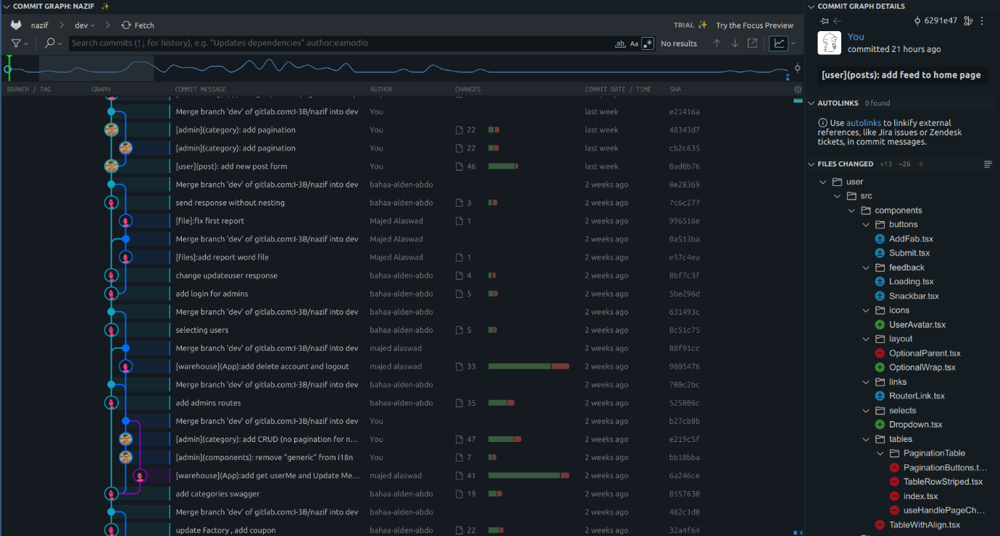 COMMIT GRAPH: NAZIF
nazif
dev
Fetch
TRIAL
Try the Focus Preview
Search commits (↑↓ for history), e.g. "Updates dependencies" author:eamodio
ab
Aa
.*
No results
BRANCH / TAG GRAPH COMMIT MESSAGE AUTHOR CHANGES COMMIT DATE / TIME SHA
Merge branch 'dev' of gitlab.com:I-3B/nazif into dev You last week e21416a
[admin](category): add pagination You 22 last week 48343d7
[admin](category): add pagination You 22 last week cb2c635
[user](post): add new post form You 46 last week 0ad0b76
Merge branch 'dev' of gitlab.com:I-3B/nazif into dev bahaa-alden-abdo 2 weeks ago 8e28369
send response without nesting bahaa-alden-abdo 3 2 weeks ago 7c6c277
[file]:fix first report Majed Alaswad 1 2 weeks ago 996516e
Merge branch 'dev' of gitlab.com:I-3B/nazif into dev Majed Alaswad 2 weeks ago 0a513ba
[files]:add report word file Majed Alaswad 1 2 weeks ago e57c4ea
change updateuser response bahaa-alden-abdo 4 2 weeks ago 8bf7c3f
add login for admins bahaa-alden-abdo 5 2 weeks ago 5be296d
Merge branch 'dev' of gitlab.com:I-3B/nazif into dev bahaa-alden-abdo 2 weeks ago 631493c
selecting users bahaa-alden-abdo 5 2 weeks ago 8c51c75
Merge branch 'dev' of gitlab.com:I-3B/nazif into dev majed alaswad 2 weeks ago 88f91cc
[warehouse](App):add delete account and logout majed alaswad 33 2 weeks ago 9805476
Merge branch 'dev' of gitlab.com:I-3B/nazif into dev bahaa-alden-abdo 2 weeks ago 700c2bc
add admins routes bahaa-alden-abdo 35 2 weeks ago 525806c
Merge branch 'dev' of gitlab.com:I-3B/nazif into dev You 2 weeks ago b27cb8b
[admin](category): add CRUD (no pagination for n... You 47 2 weeks ago e219c5f
[admin](components): remove "generic" from i18n You 7 2 weeks ago bb18bba
[warehouse](App):add get userMe and Update Me... majed alaswad 41 2 weeks ago 6a246ce
add categories swagger bahaa-alden-abdo 19 2 weeks ago 8557630
Merge branch 'dev' of gitlab.com:I-3B/nazif into dev bahaa-alden-abdo 2 weeks ago 482c1d0
update Factory , add coupon bahaa-alden-abdo 22 2 weeks ago 32a4f64
COMMIT GRAPH DETAILS
6291e47
You
committed 21 hours ago
[user](posts): add feed to home page
AUTOLINKS 0 found
Use autolinks to linkify external
references, like Jira issues or Zendesk
tickets, in commit messages.
FILES CHANGED +13 ~26 -6
user
src
components
buttons
AddFab.tsx
Submit.tsx
feedback
Loading.tsx
Snackbar.tsx
icons
UserAvatar.tsx
layout
OptionalParent.tsx
OptionalWrap.tsx
links
RouterLink.tsx
selects
Dropdown.tsx
tables
PaginationTable
PaginationButtons.t...
TableRowStriped.tsx
index.tsx
useHandlePageCh...
TableWithAlign.tsx